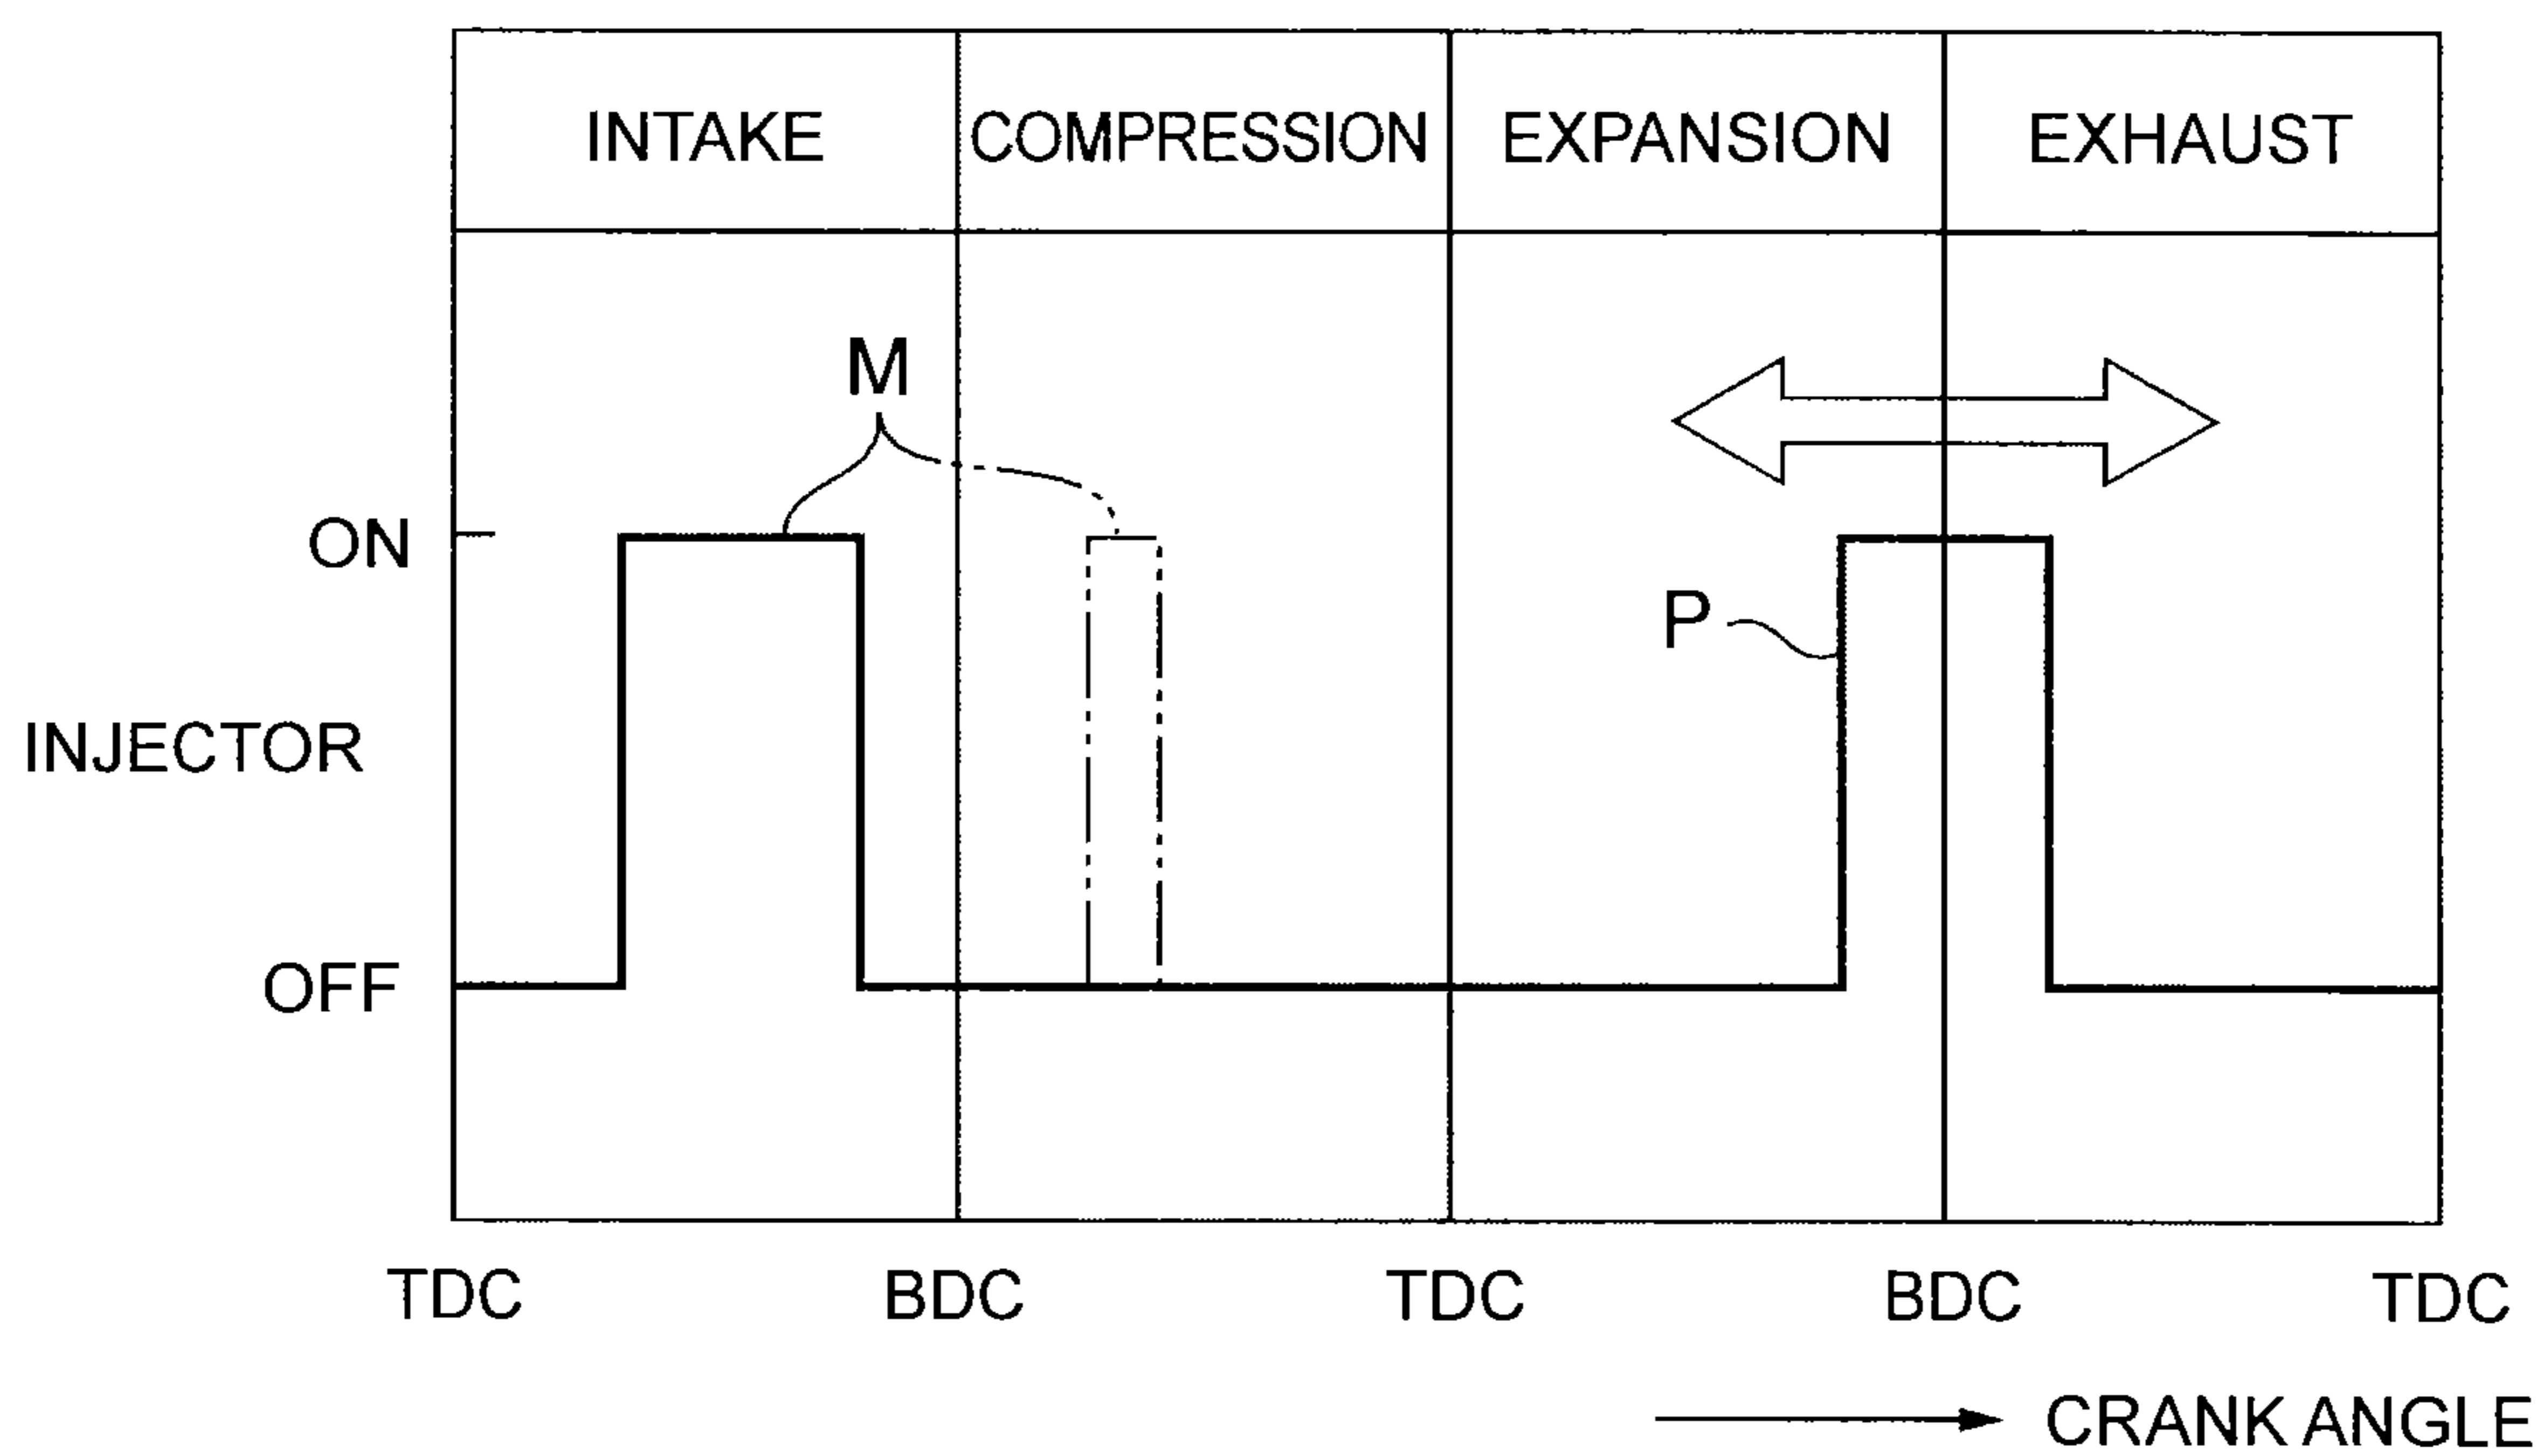 INTAKE COMPRESSION EXPANSION EXHAUST
M
ON
P
INJECTOR
OFF
TDC BDC TDC BDC TDC
CRANK ANGLE